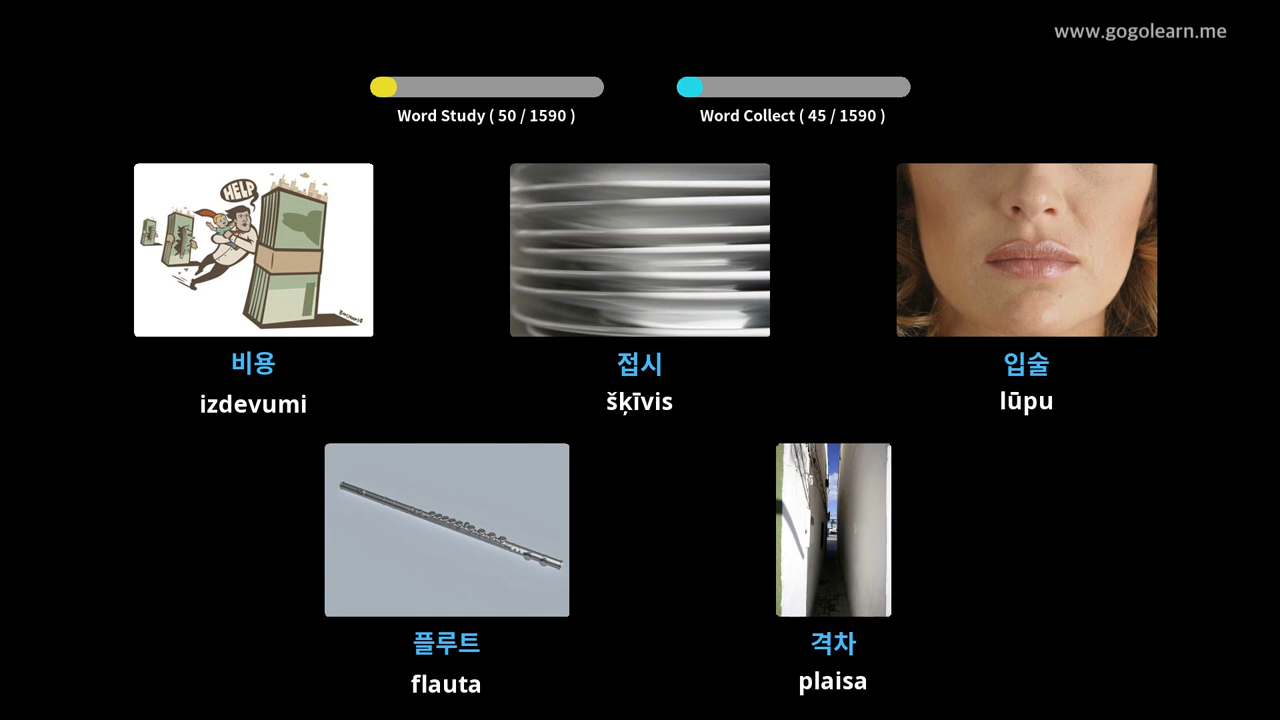 www.gogolearn.me
Word Study ( 50 / 1590 )
Word Collect ( 45 / 1590 )
HELP
비용
접시
입술
izdevumi
šķīvis
lūpu
플루트
격차
flauta
plaisa